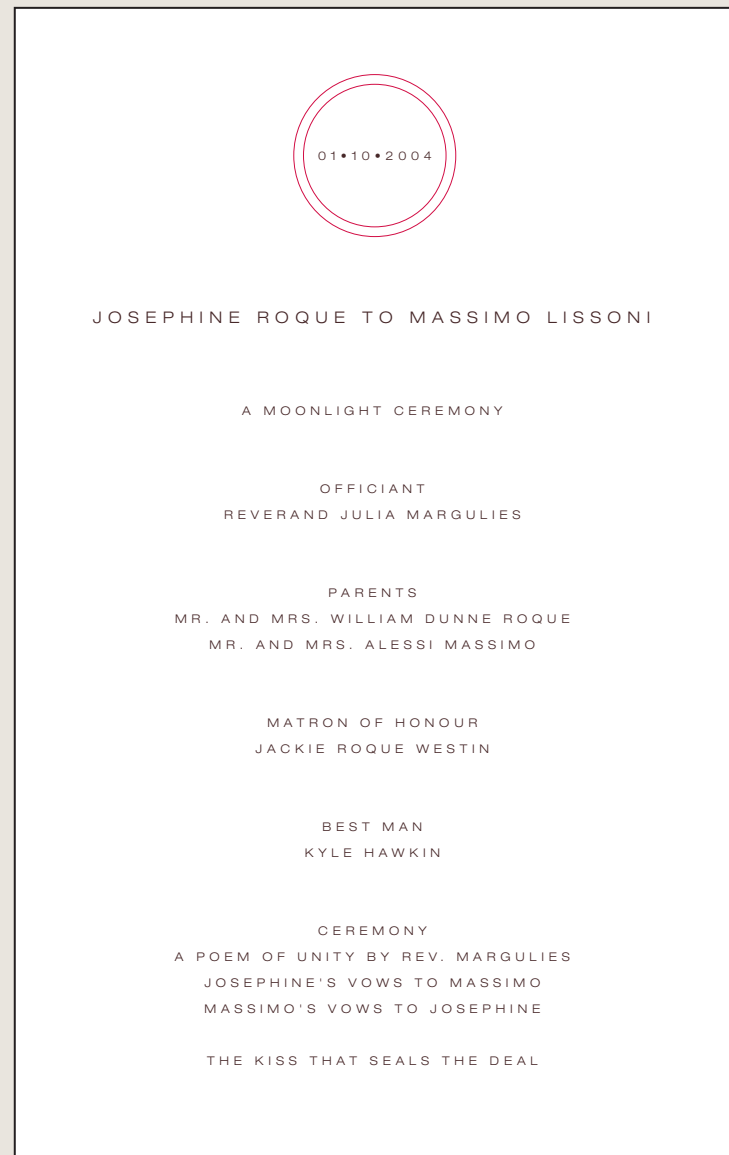 01•10•2004
JOSEPHINE ROQUE TO MASSIMO LISSONI
A MOONLIGHT CEREMONY
OFFICIANT
REVERAND JULIA MARGULIES
PARENTS
MR. AND MRS. WILLIAM DUNNE ROQUE
MR. AND MRS. ALESSI MASSIMO
MATRON OF HONOUR
JACKIE ROQUE WESTIN
BEST MAN
KYLE HAWKIN
CEREMONY
A POEM OF UNITY BY REV. MARGULIES
JOSEPHINE'S VOWS TO MASSIMO
MASSIMO'S VOWS TO JOSEPHINE
THE KISS THAT SEALS THE DEAL